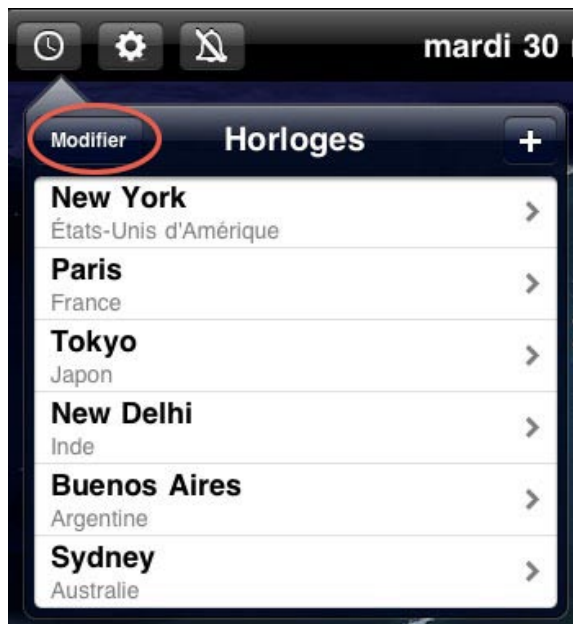 mardi 30
Modifier Horloges +
New York
États-Unis d'Amérique
Paris
France
Tokyo
Japon
New Delhi
Inde
Buenos Aires
Argentine
Sydney
Australie